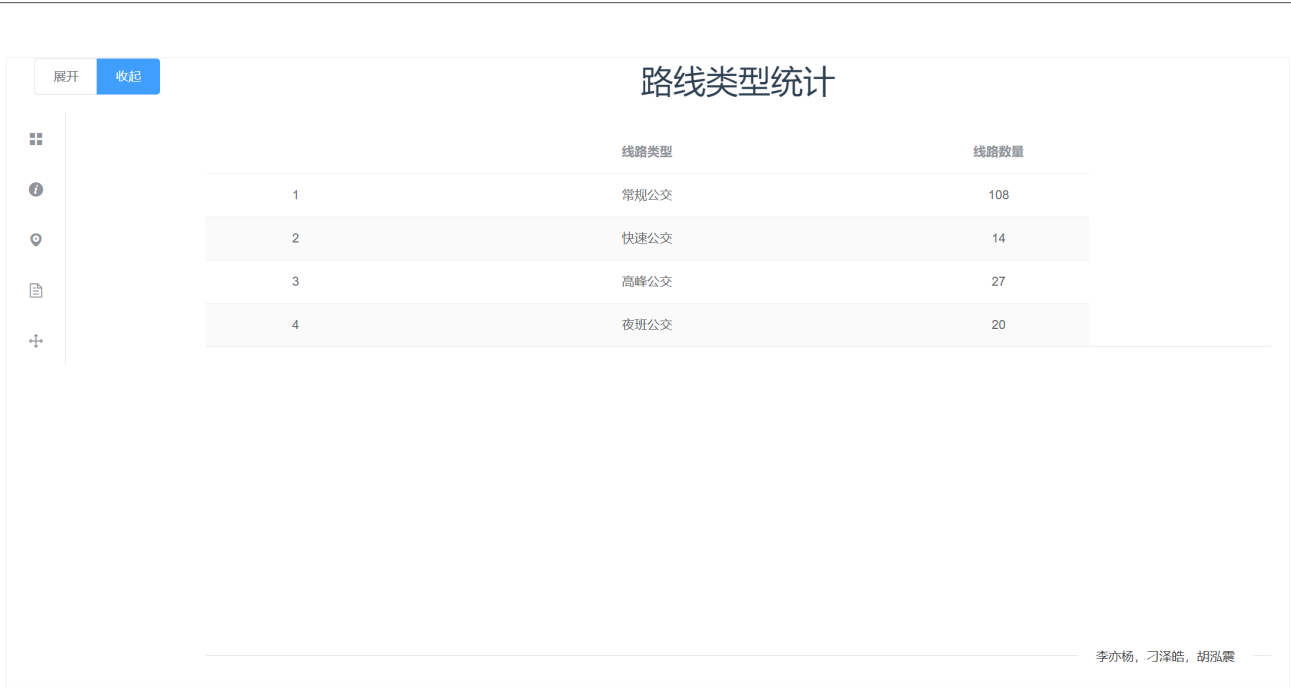 展开 收起
路线类型统计
线路类型 线路数量
1 常规公交 108
2 快速公交 14
3 高峰公交 27
4 夜班公交 20
李亦杨，刁泽皓，胡泓震